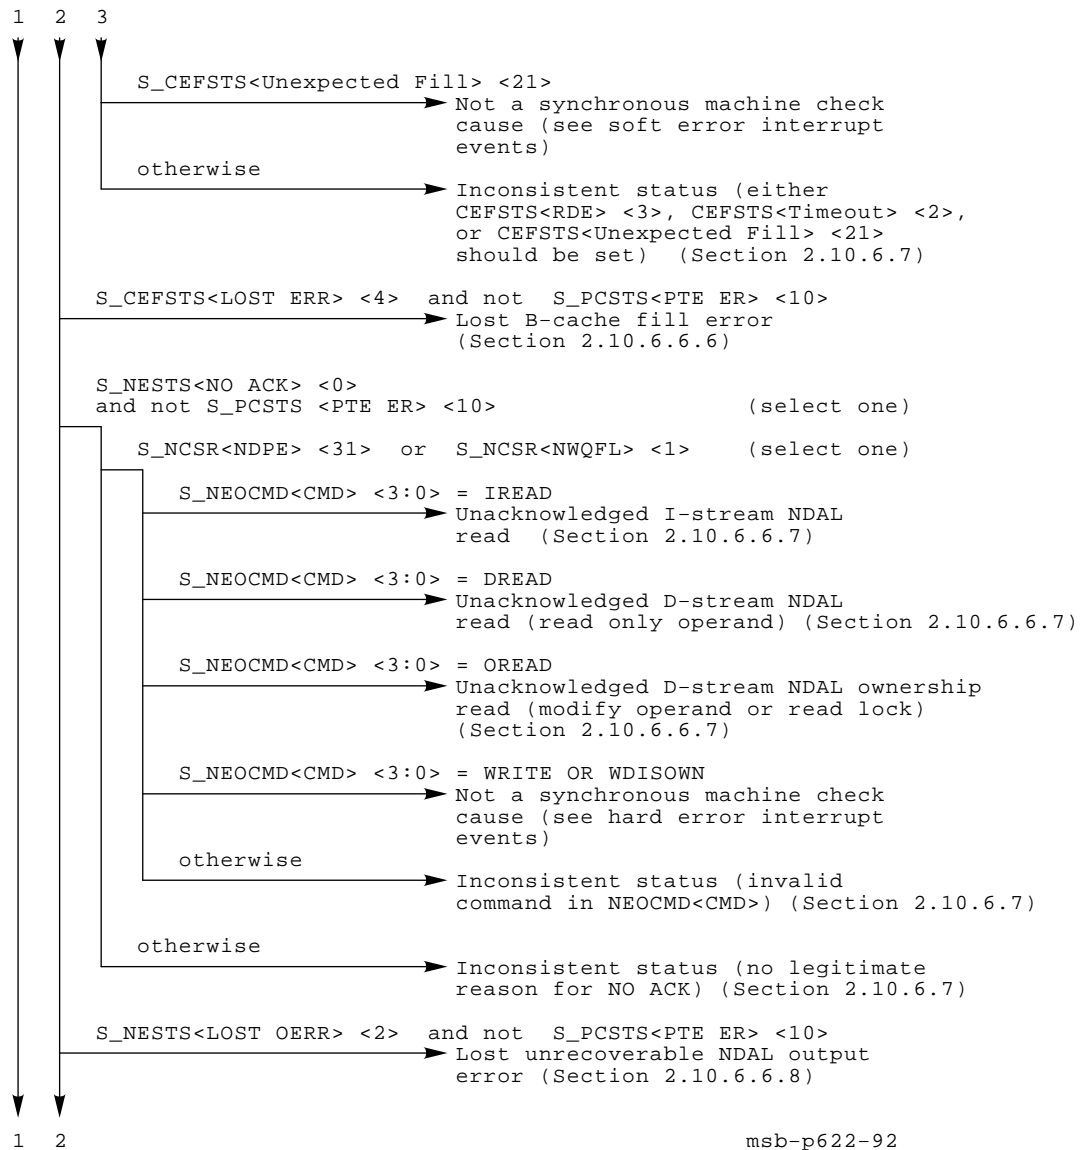 1 2 3
S_CEFSTS<Unexpected Fill> <21>
Not a synchronous machine check
cause (see soft error interrupt
events)
otherwise
Inconsistent status (either
CEFSTS<RDE> <3>, CEFSTS<Timeout> <2>,
or CEFSTS<Unexpected Fill> <21>
should be set) (Section 2.10.6.7)
S_CEFSTS<LOST ERR> <4> and not S_PCSTS<PTE ER> <10>
Lost B-cache fill error
(Section 2.10.6.6.6)
S_NESTS<NO ACK> <0>
and not S_PCSTS <PTE ER> <10> (select one)
S_NCSR<NDPE> <31> or S_NCSR<NWQFL> <1> (select one)
S_NEOCMD<CMD> <3:0> = IREAD
Unacknowledged I-stream NDAL
read (Section 2.10.6.6.7)
S_NEOCMD<CMD> <3:0> = DREAD
Unacknowledged D-stream NDAL
read (read only operand) (Section 2.10.6.6.7)
S_NEOCMD<CMD> <3:0> = OREAD
Unacknowledged D-stream NDAL ownership
read (modify operand or read lock)
(Section 2.10.6.6.7)
S_NEOCMD<CMD> <3:0> = WRITE OR WDISOWN
Not a synchronous machine check
cause (see hard error interrupt
events)
otherwise
Inconsistent status (invalid
command in NEOCMD<CMD>) (Section 2.10.6.7)
otherwise
Inconsistent status (no legitimate
reason for NO ACK) (Section 2.10.6.7)
S_NESTS<LOST OERR> <2> and not S_PCSTS<PTE ER> <10>
Lost unrecoverable NDAL output
error (Section 2.10.6.6.8)
1 2 msb-p622-92